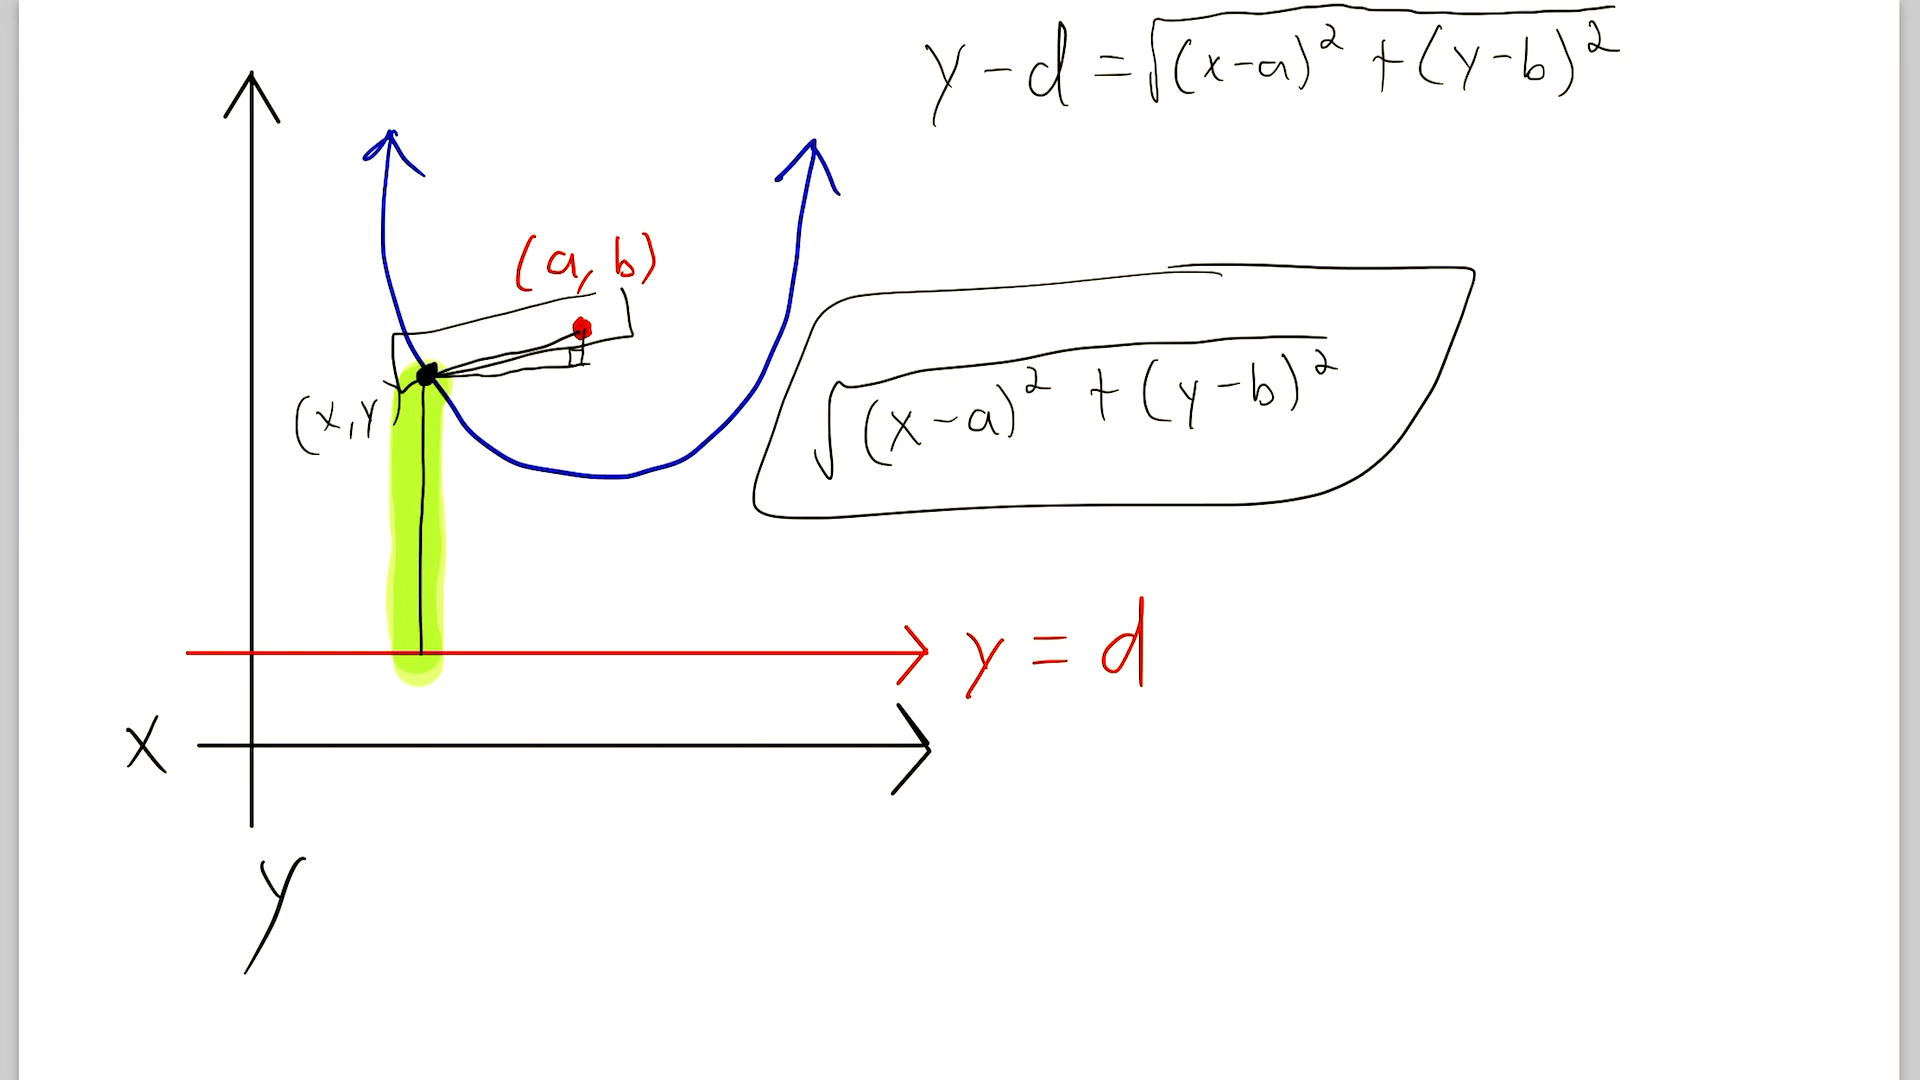 y-d = √(x-a)² + (y-b)²
(a, b)
(x,y)
√(x-a)² + (y-b)²
y = d
x
y